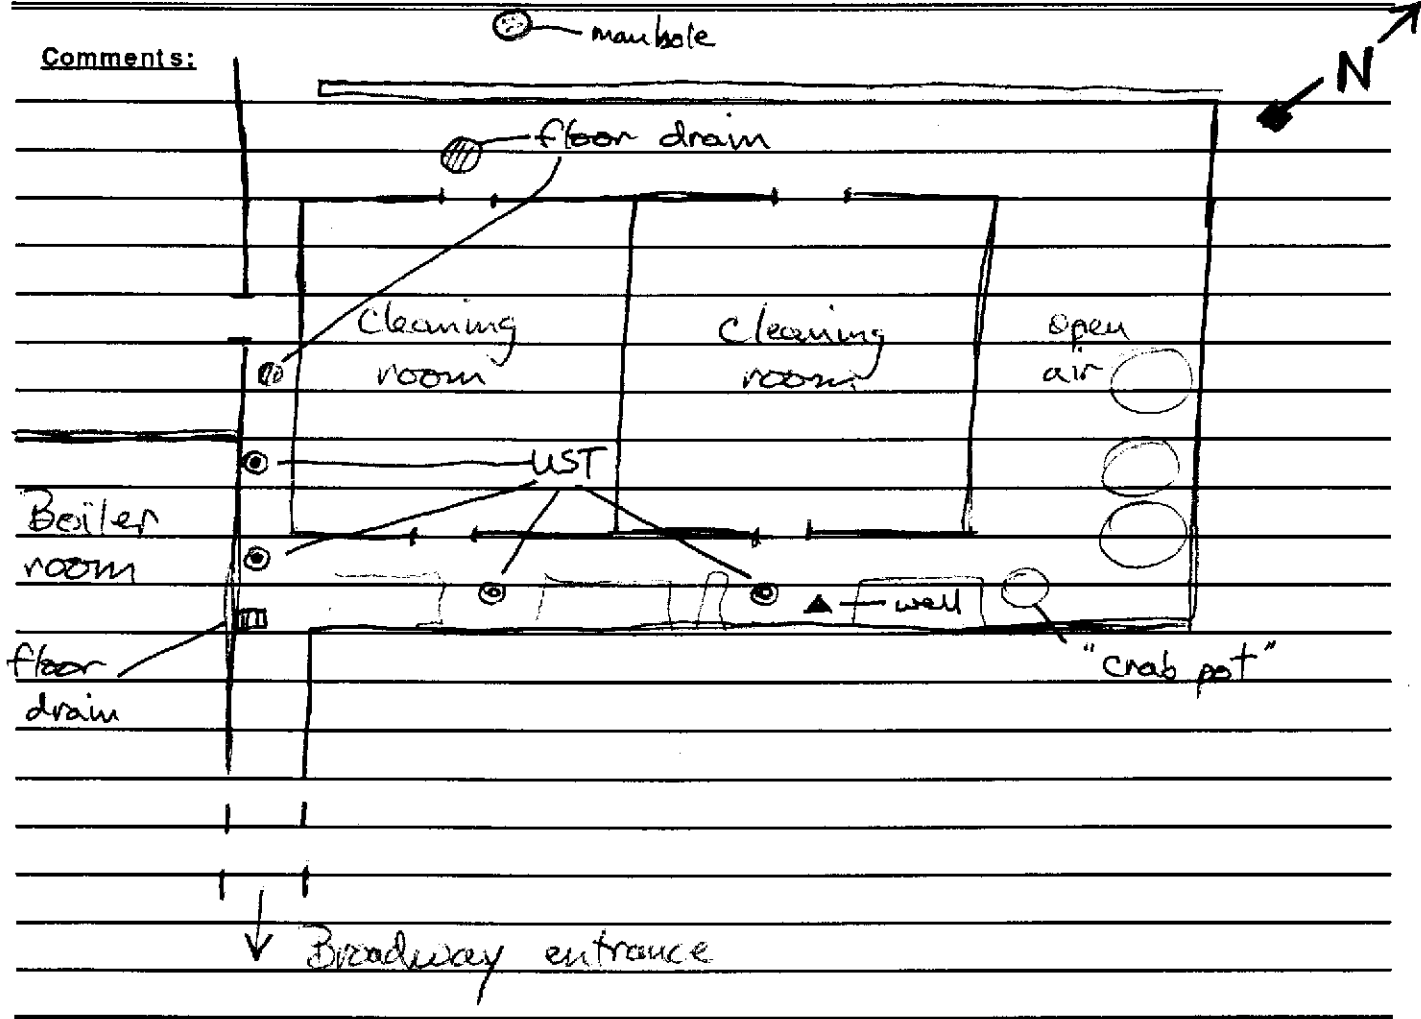 manhole
Comments:
N
floor drain
Cleaning
room
Cleaning
room
open
air
UST
Boiler
room
well
"crab pot"
floor
drain
Broadway entrance